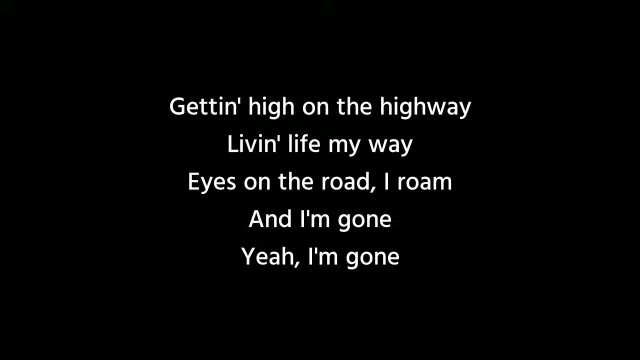 Gettin' high on the highway
Livin' life my way
Eyes on the road, I roam
And I'm gone
Yeah, I'm gone